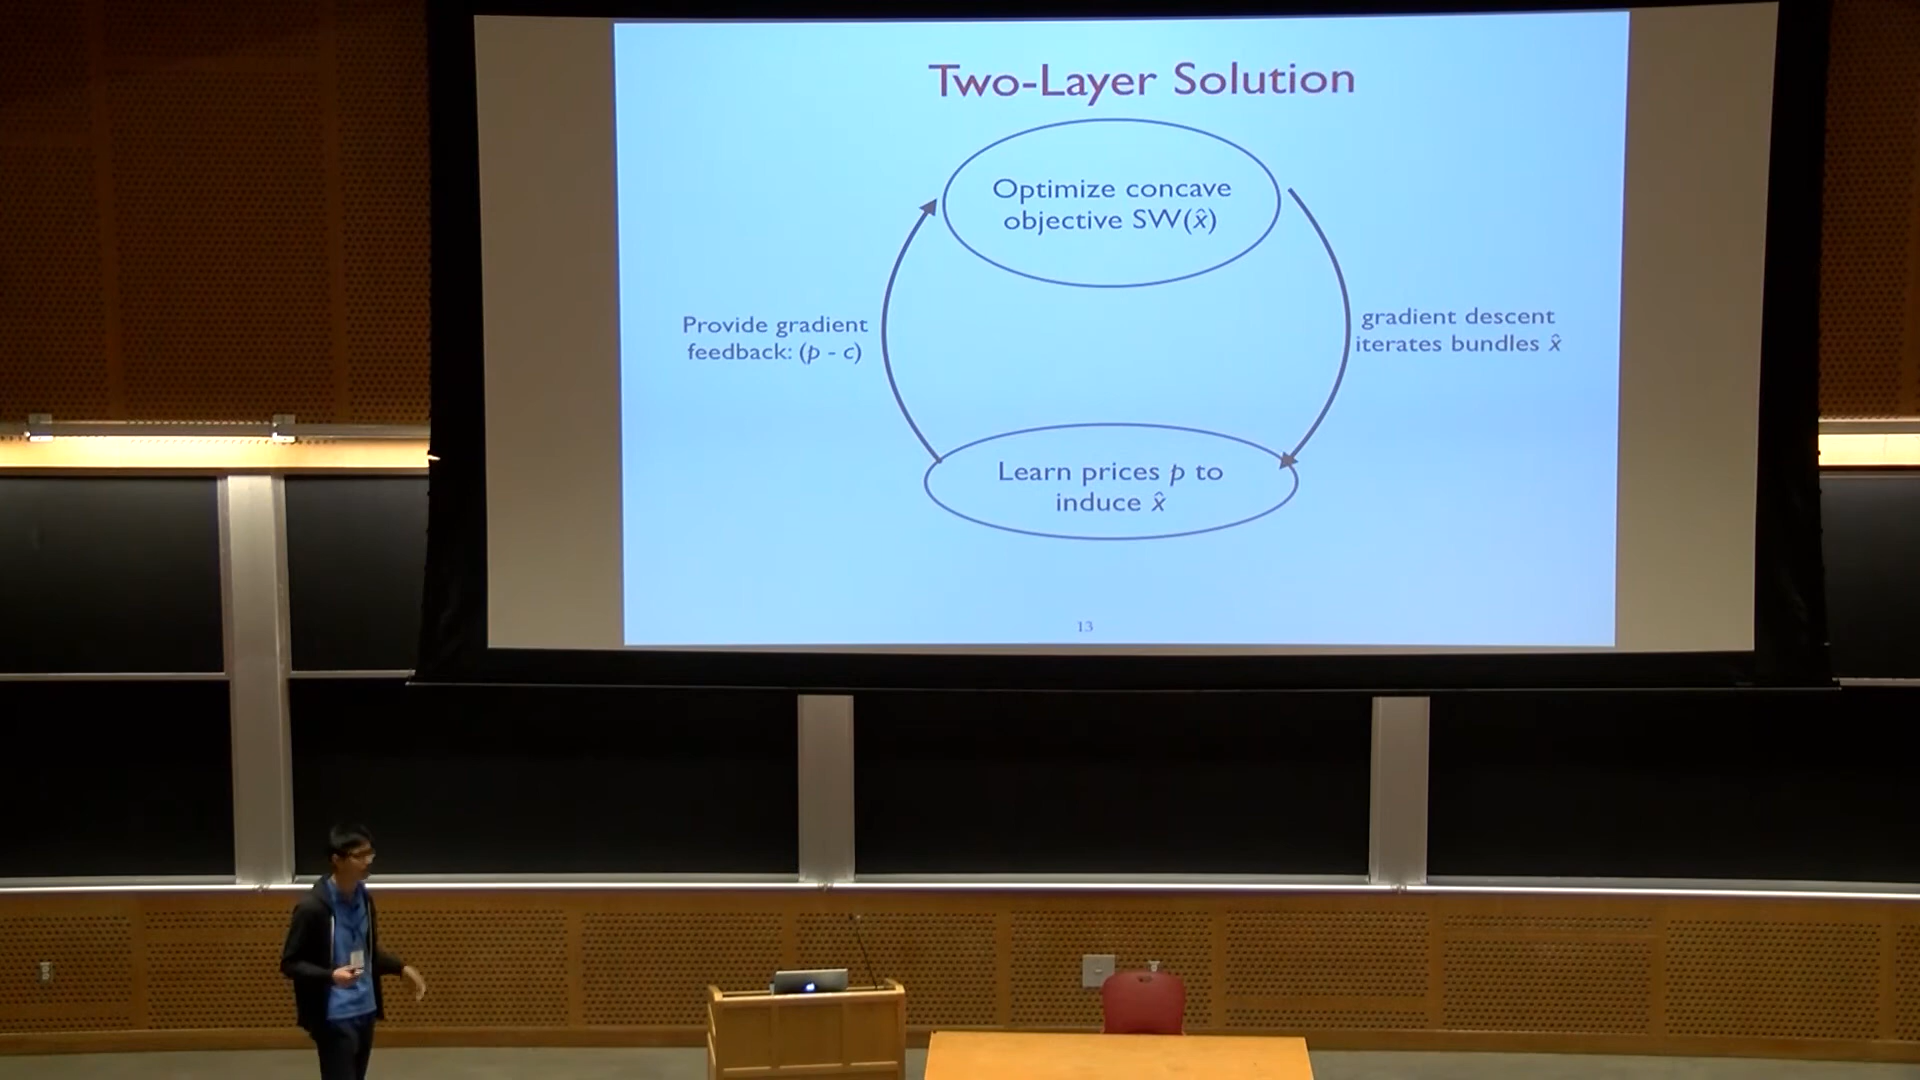 Two-Layer Solution
Optimize concave
objective SW(x̂)
Provide gradient
feedback: (p - c)
gradient descent
iterates bundles x̂
Learn prices p to
induce x̂
13